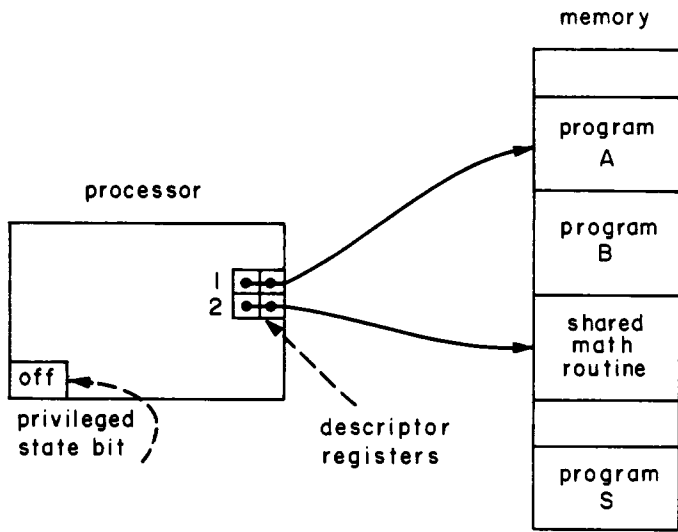 memory
program
A
processor
program
B
1
2
shared
math
routine
off
privileged
state bit
descriptor
registers
program
S